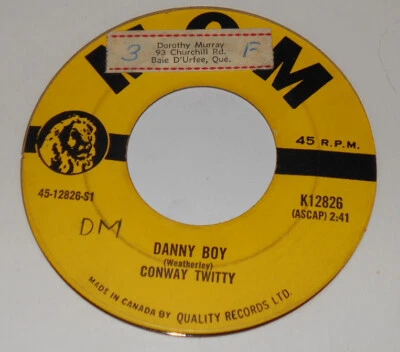 MGM
3 Dorothy Murray F
93 Churchill Rd.
Baie D'Urfee, Que.
45 R.P.M.
45-12826-S1
K12826
(ASCAP) 2:41
DM
DANNY BOY
(Weatherley)
CONWAY TWITTY
MADE IN CANADA BY QUALITY RECORDS LTD.